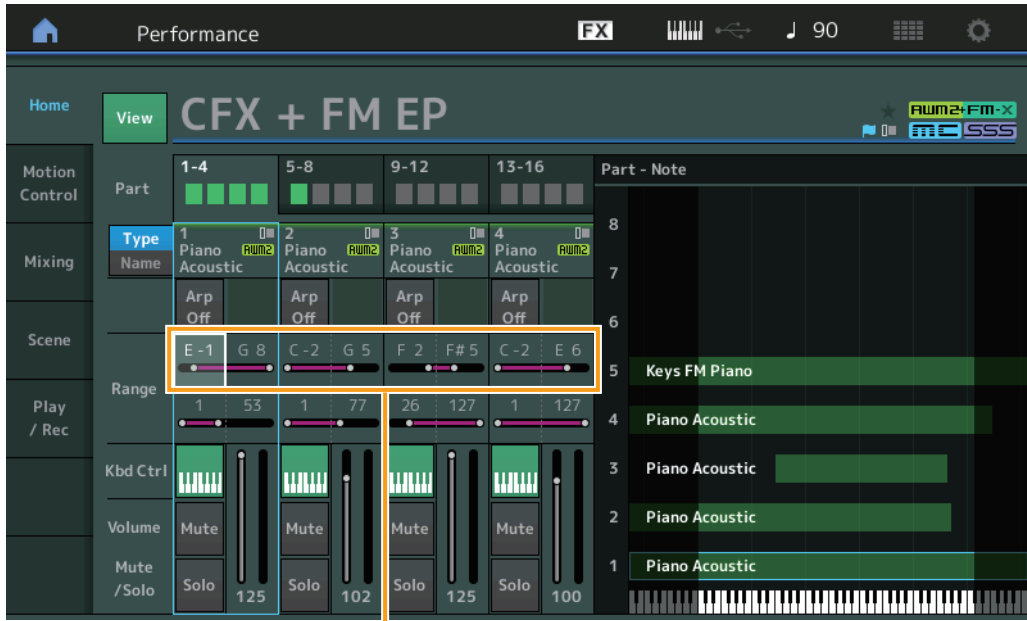 Performance
FX
♩ 90
Home
View
CFX + FM EP
AWM2+FM-X
MC SSS
Motion
Control
Part
1-4
5-8
9-12
13-16
Part - Note
Type
Name
1
Piano AWM2
Acoustic
2
Piano AWM2
Acoustic
3
Piano AWM2
Acoustic
4
Piano AWM2
Acoustic
8
7
6
5 Keys FM Piano
4 Piano Acoustic
3 Piano Acoustic
2 Piano Acoustic
1 Piano Acoustic
Mixing
Arp
Off
Arp
Off
Arp
Off
Arp
Off
Scene
Range
E -1 G 8 C -2 G 5 F 2 F# 5 C -2 E 6
1 53 1 77 26 127 1 127
Play
/ Rec
Kbd Ctrl
Volume
Mute Mute Mute Mute
Mute
/Solo
Solo 125 Solo 102 Solo 125 Solo 100